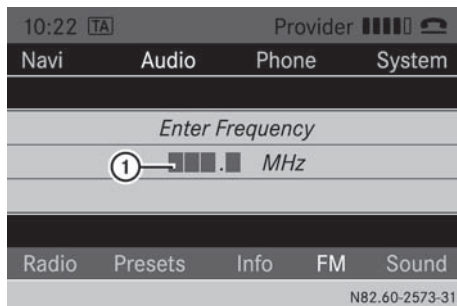 10:22 TA Provider
Navi Audio Phone System
Enter Frequency
1 . MHz
Radio Presets Info FM Sound
N82.60-2573-31